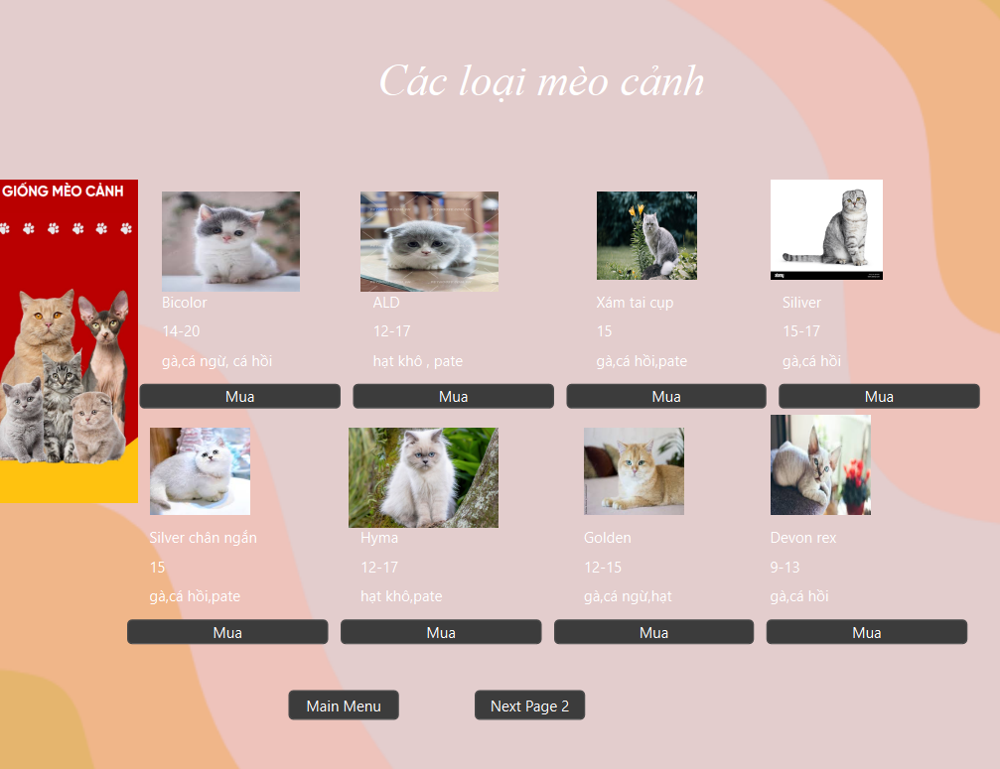 Các loại mèo cảnh
GIỐNG MÈO CẢNH
Bicolor
14-20
gà,cá ngừ, cá hồi
Mua
ALD
12-17
hạt khô , pate
Mua
Xám tai cụp
15
gà,cá hồi,pate
Mua
Siliver
15-17
gà,cá hồi
Mua
Silver chân ngắn
15
gà,cá hồi,pate
Mua
Hyma
12-17
hạt khô,pate
Mua
Golden
12-15
gà,cá ngừ,hạt
Mua
Devon rex
9-13
gà,cá hồi
Mua
Main Menu
Next Page 2